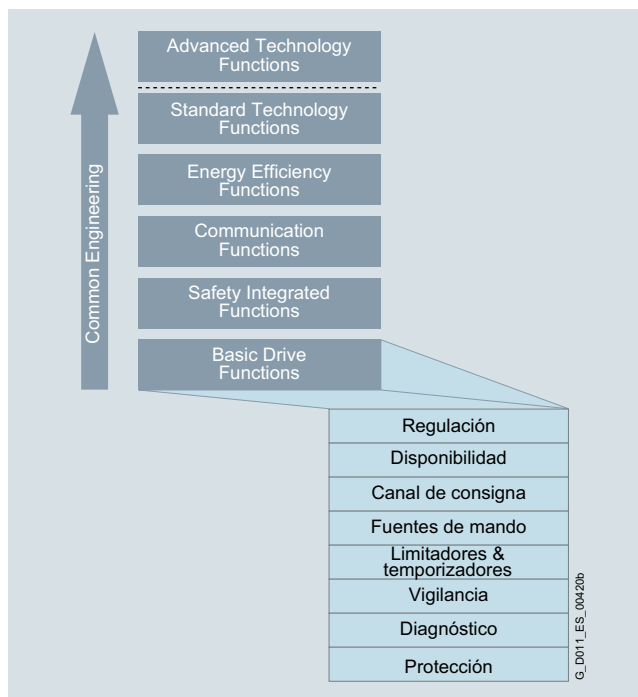 Advanced Technology
Functions
Standard Technology
Functions
Energy Efficiency
Functions
Communication
Functions
Safety Integrated
Functions
Basic Drive
Functions
Common Engineering
Regulación
Disponibilidad
Canal de consigna
Fuentes de mando
Limitadores &
temporizadores
Vigilancia
Diagnóstico
Protección
G_D011_ES_00420b